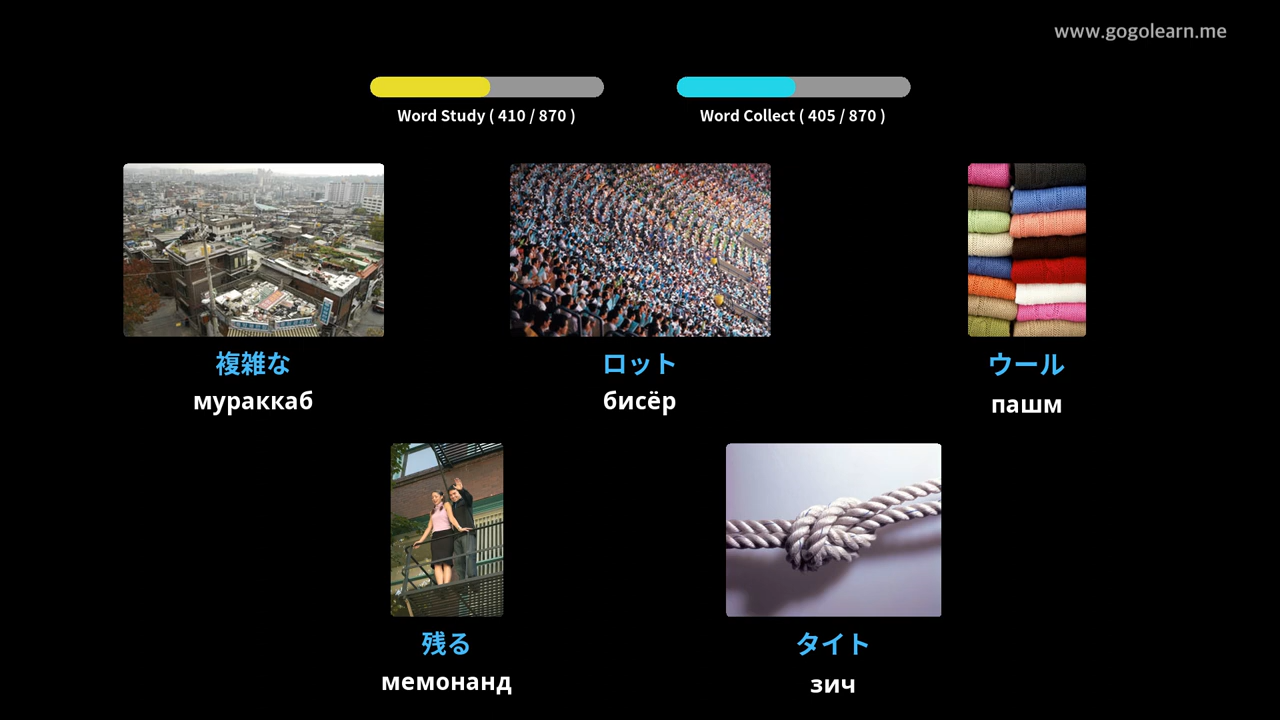 www.gogolearn.me
Word Study ( 410 / 870 )
Word Collect ( 405 / 870 )
複雑な
мураккаб
ロット
бисёр
ウール
пашм
残る
мемонанд
タイト
зич